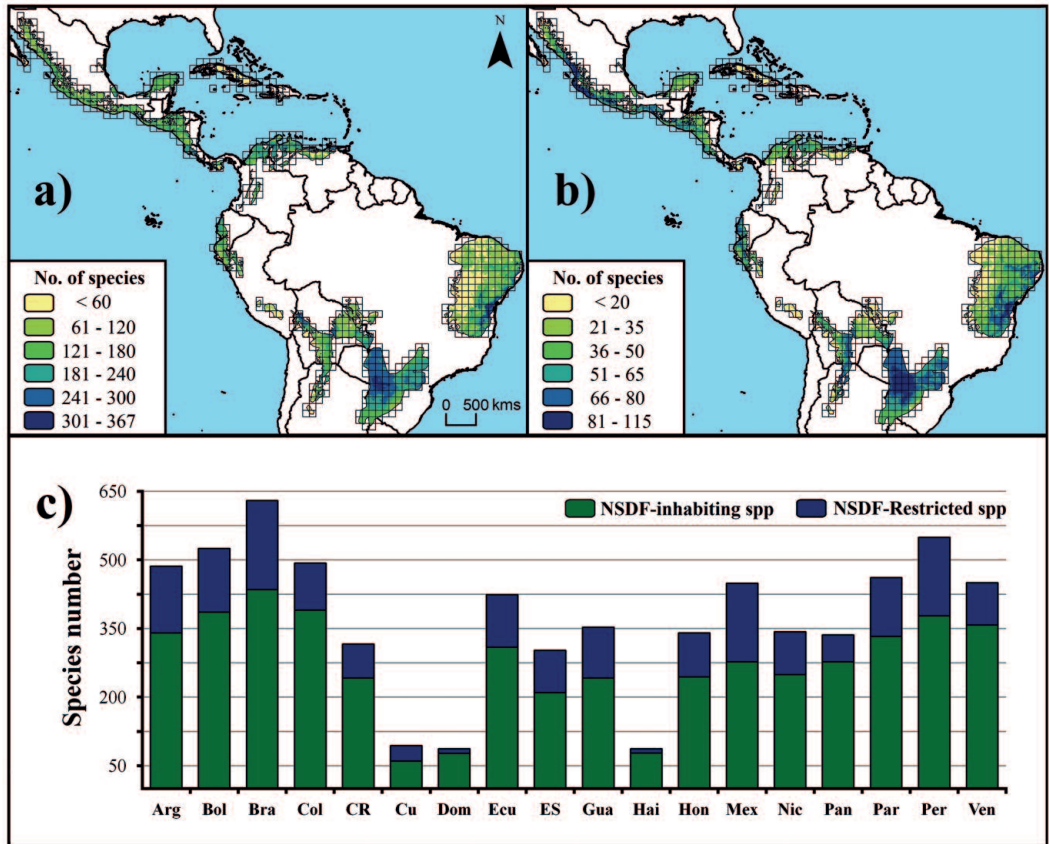 N
a)
b)
No. of species
< 60
61 - 120
121 - 180
181 - 240
241 - 300
301 - 367
0 500 kms
No. of species
< 20
21 - 35
36 - 50
51 - 65
66 - 80
81 - 115
c)
NSDF-inhabiting spp
NSDF-Restricted spp
Species number
650
500
350
200
50
Arg Bol Bra Col CR Cu Dom Ecu ES Gua Hai Hon Mex Nic Pan Par Per Ven